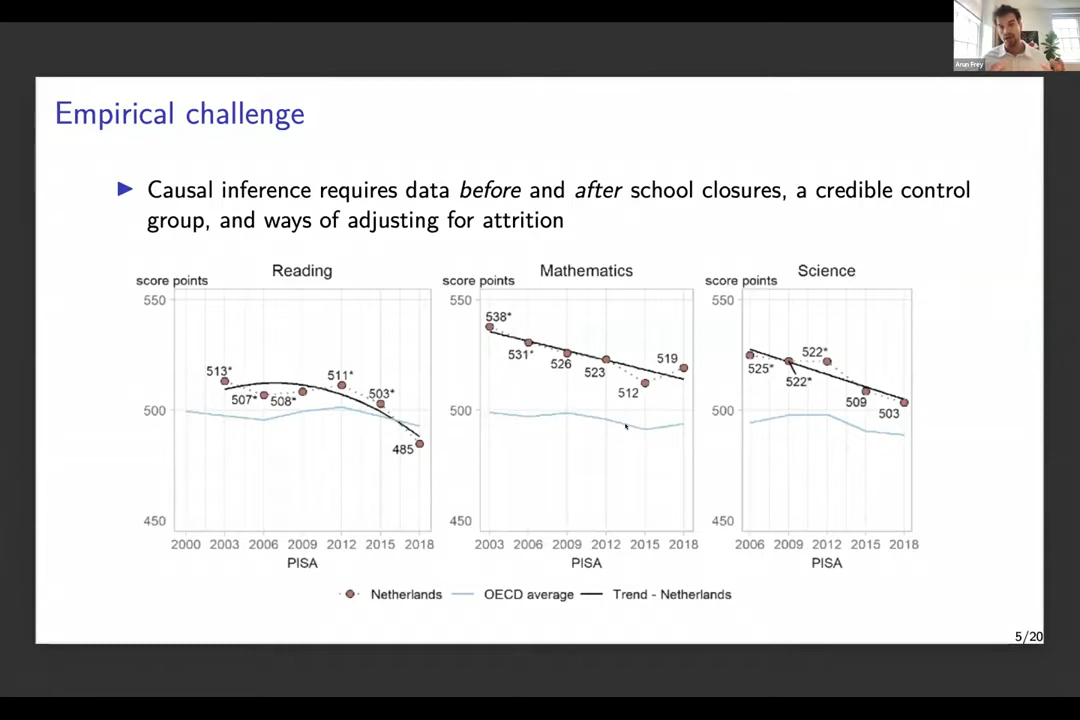 Arun Frey
Empirical challenge
Causal inference requires data before and after school closures, a credible control
group, and ways of adjusting for attrition
Reading
score points
550
500
450
513*
507*
508*
511*
503*
485
2000 2003 2006 2009 2012 2015 2018
PISA
Mathematics
score points
550
500
450
538*
531*
526
523
512
519
2003 2006 2009 2012 2015 2018
PISA
Science
score points
550
500
450
525*
522*
522*
509
503
2006 2009 2012 2015 2018
PISA
Netherlands OECD average Trend - Netherlands
5/20